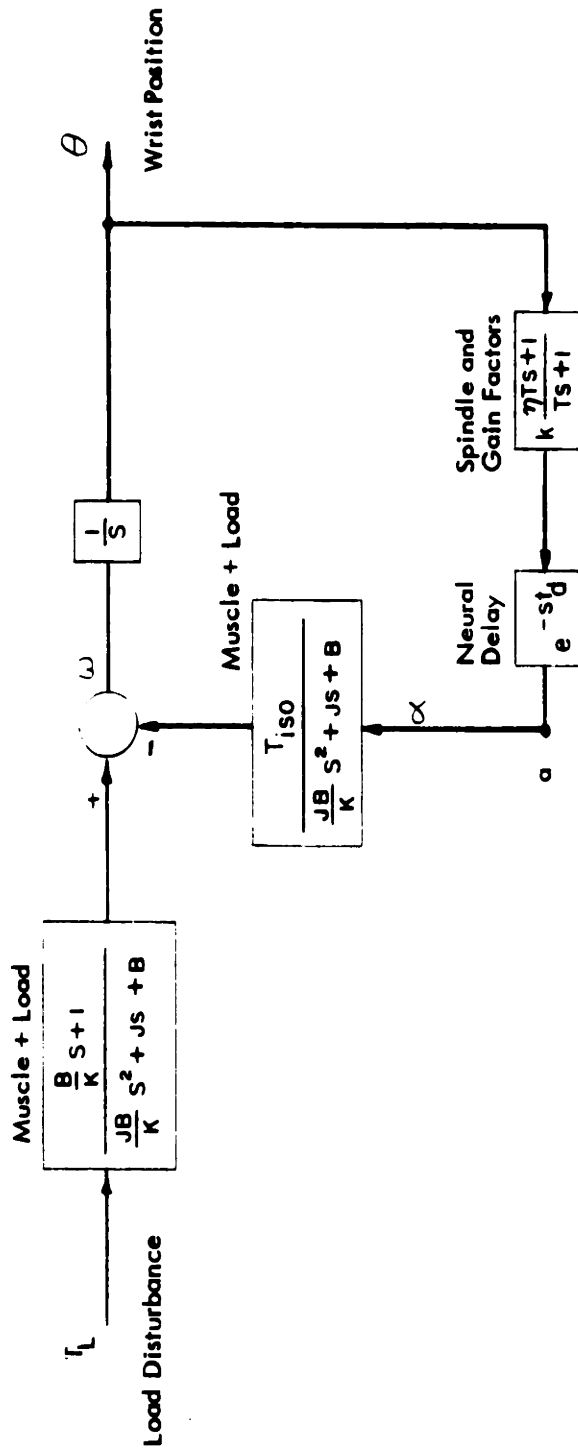 T_L
Load Disturbance
Muscle + Load
B/K S + 1
JB/K S² + Js + B
+
−
ω
1/S
θ
Wrist Position
Muscle + Load
T_iso
JB/K S² + Js + B
α
a
Neural Delay
e^-st_d
Spindle and
Gain Factors
k ηTs+1
Ts+1